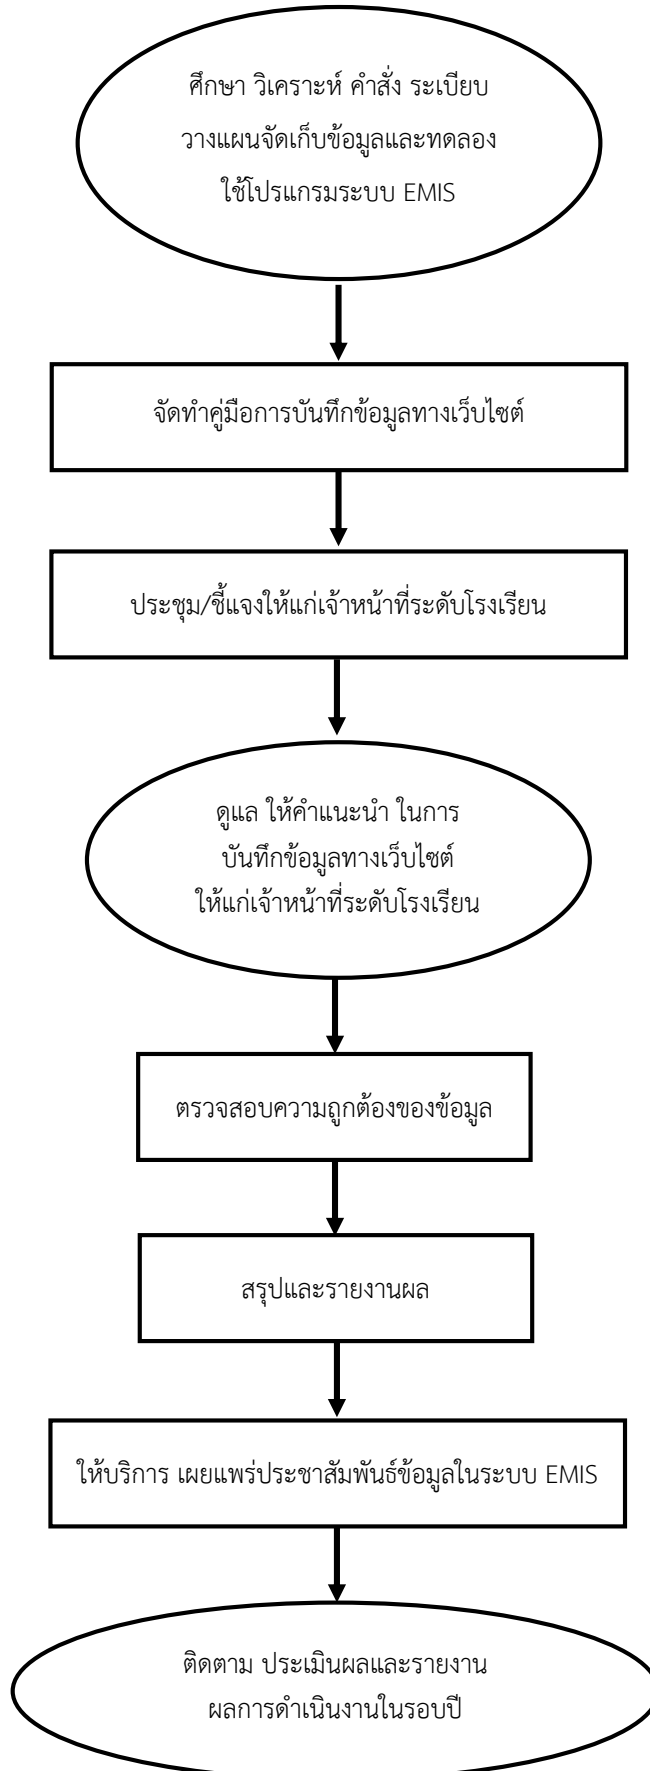 ศึกษา วิเคราะห์ คำสั่ง ระเบียบ
วางแผนจัดเก็บข้อมูลและทดลอง
ใช้โปรแกรมระบบ EMIS
จัดทำคู่มือการบันทึกข้อมูลทางเว็บไซต์
ประชุม/ชี้แจงให้แก่เจ้าหน้าที่ระดับโรงเรียน
ดูแล ให้คำแนะนำ ในการ
บันทึกข้อมูลทางเว็บไซต์
ให้แก่เจ้าหน้าที่ระดับโรงเรียน
ตรวจสอบความถูกต้องของข้อมูล
สรุปและรายงานผล
ให้บริการ เผยแพร่ประชาสัมพันธ์ข้อมูลในระบบ EMIS
ติดตาม ประเมินผลและรายงาน
ผลการดำเนินงานในรอบปี